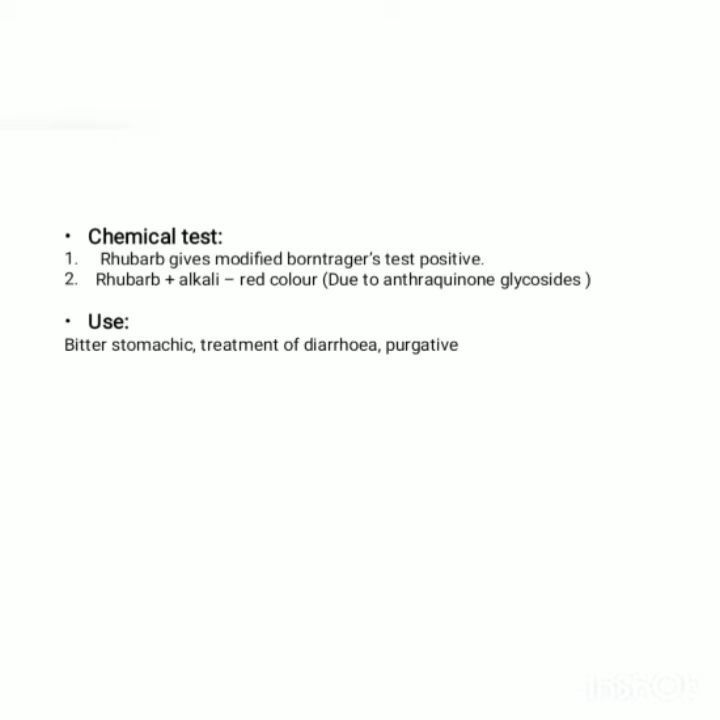 • Chemical test:
1. Rhubarb gives modified borntrager's test positive.
2. Rhubarb + alkali – red colour (Due to anthraquinone glycosides )
• Use:
Bitter stomachic, treatment of diarrhoea, purgative